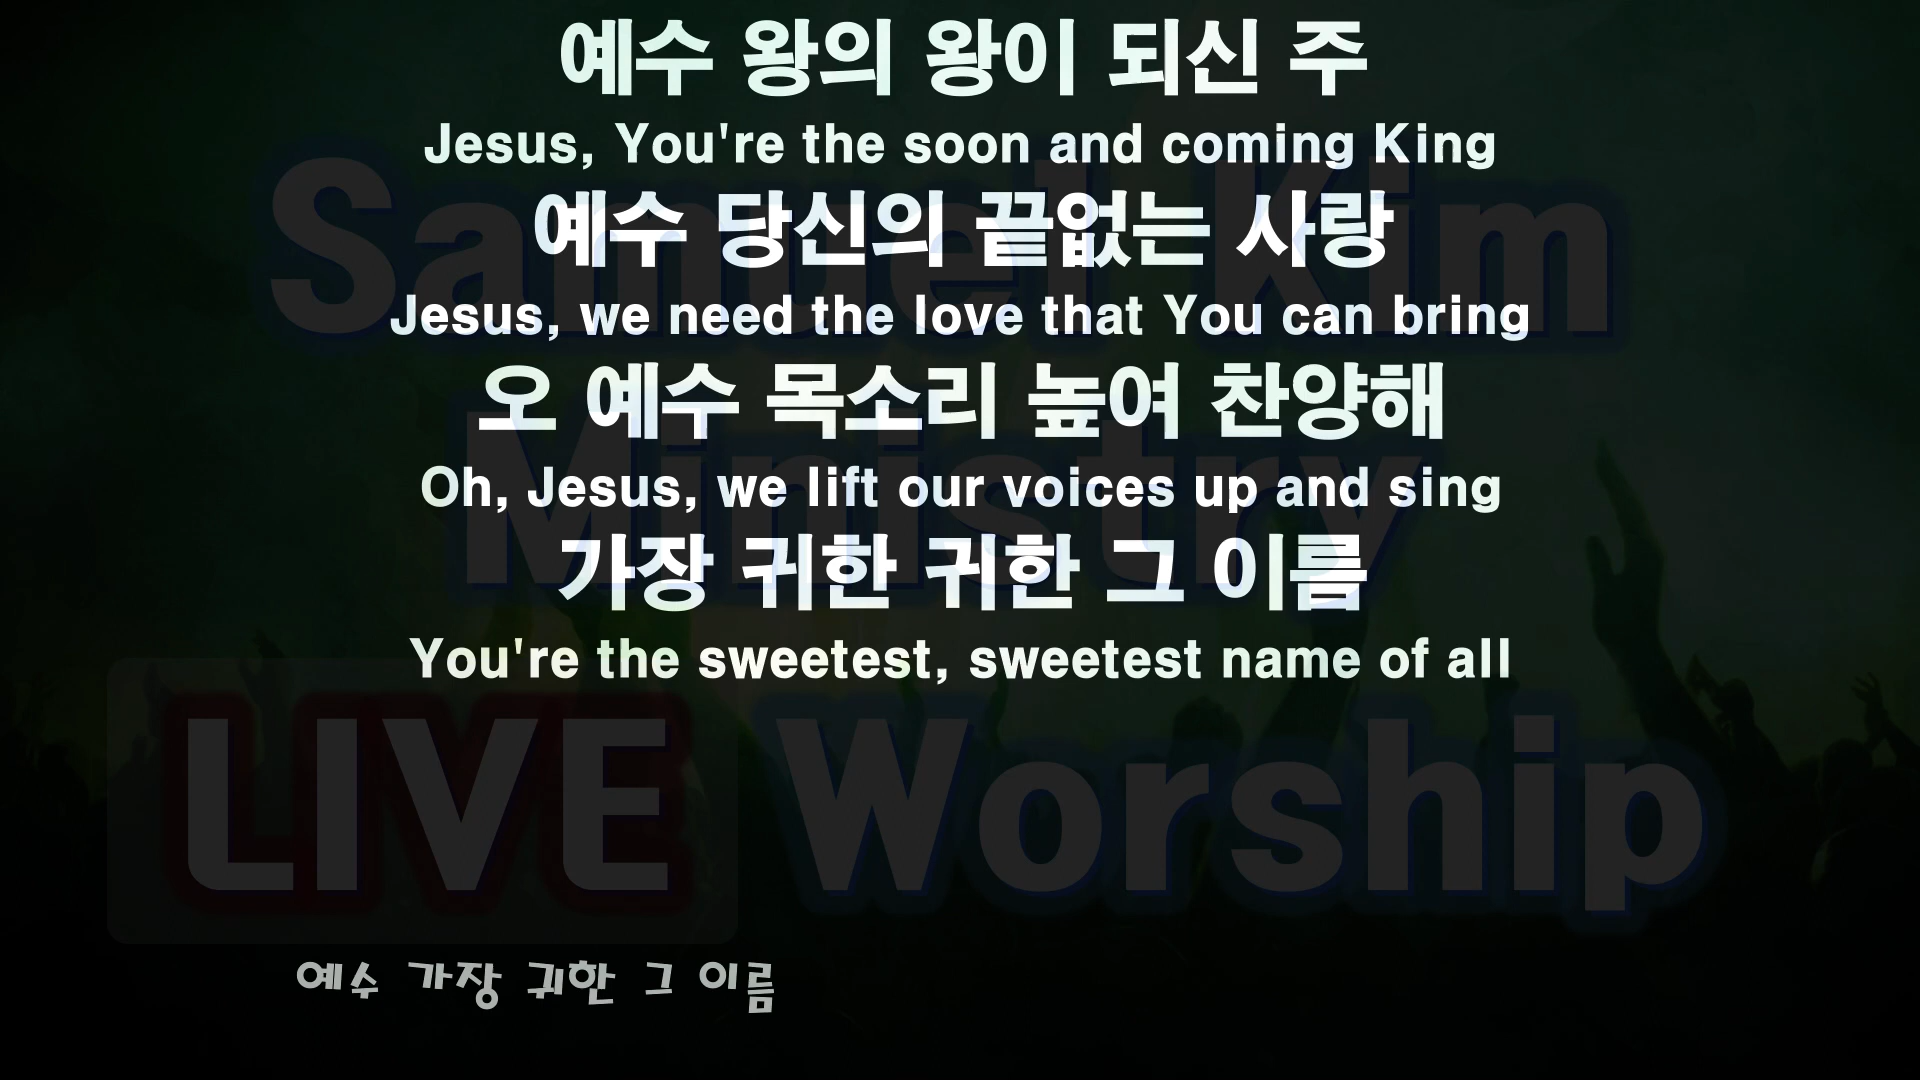 예수 왕의 왕이 되신 주
Jesus, You're the soon and coming King
예수 당신의 끝없는 사랑
Jesus, we need the love that You can bring
오 예수 목소리 높여 찬양해
Oh, Jesus, we lift our voices up and sing
가장 귀한 귀한 그 이름
You're the sweetest, sweetest name of all
Samuel Kim
Ministry
LIVE Worship
예수 가장 귀한 그 이름